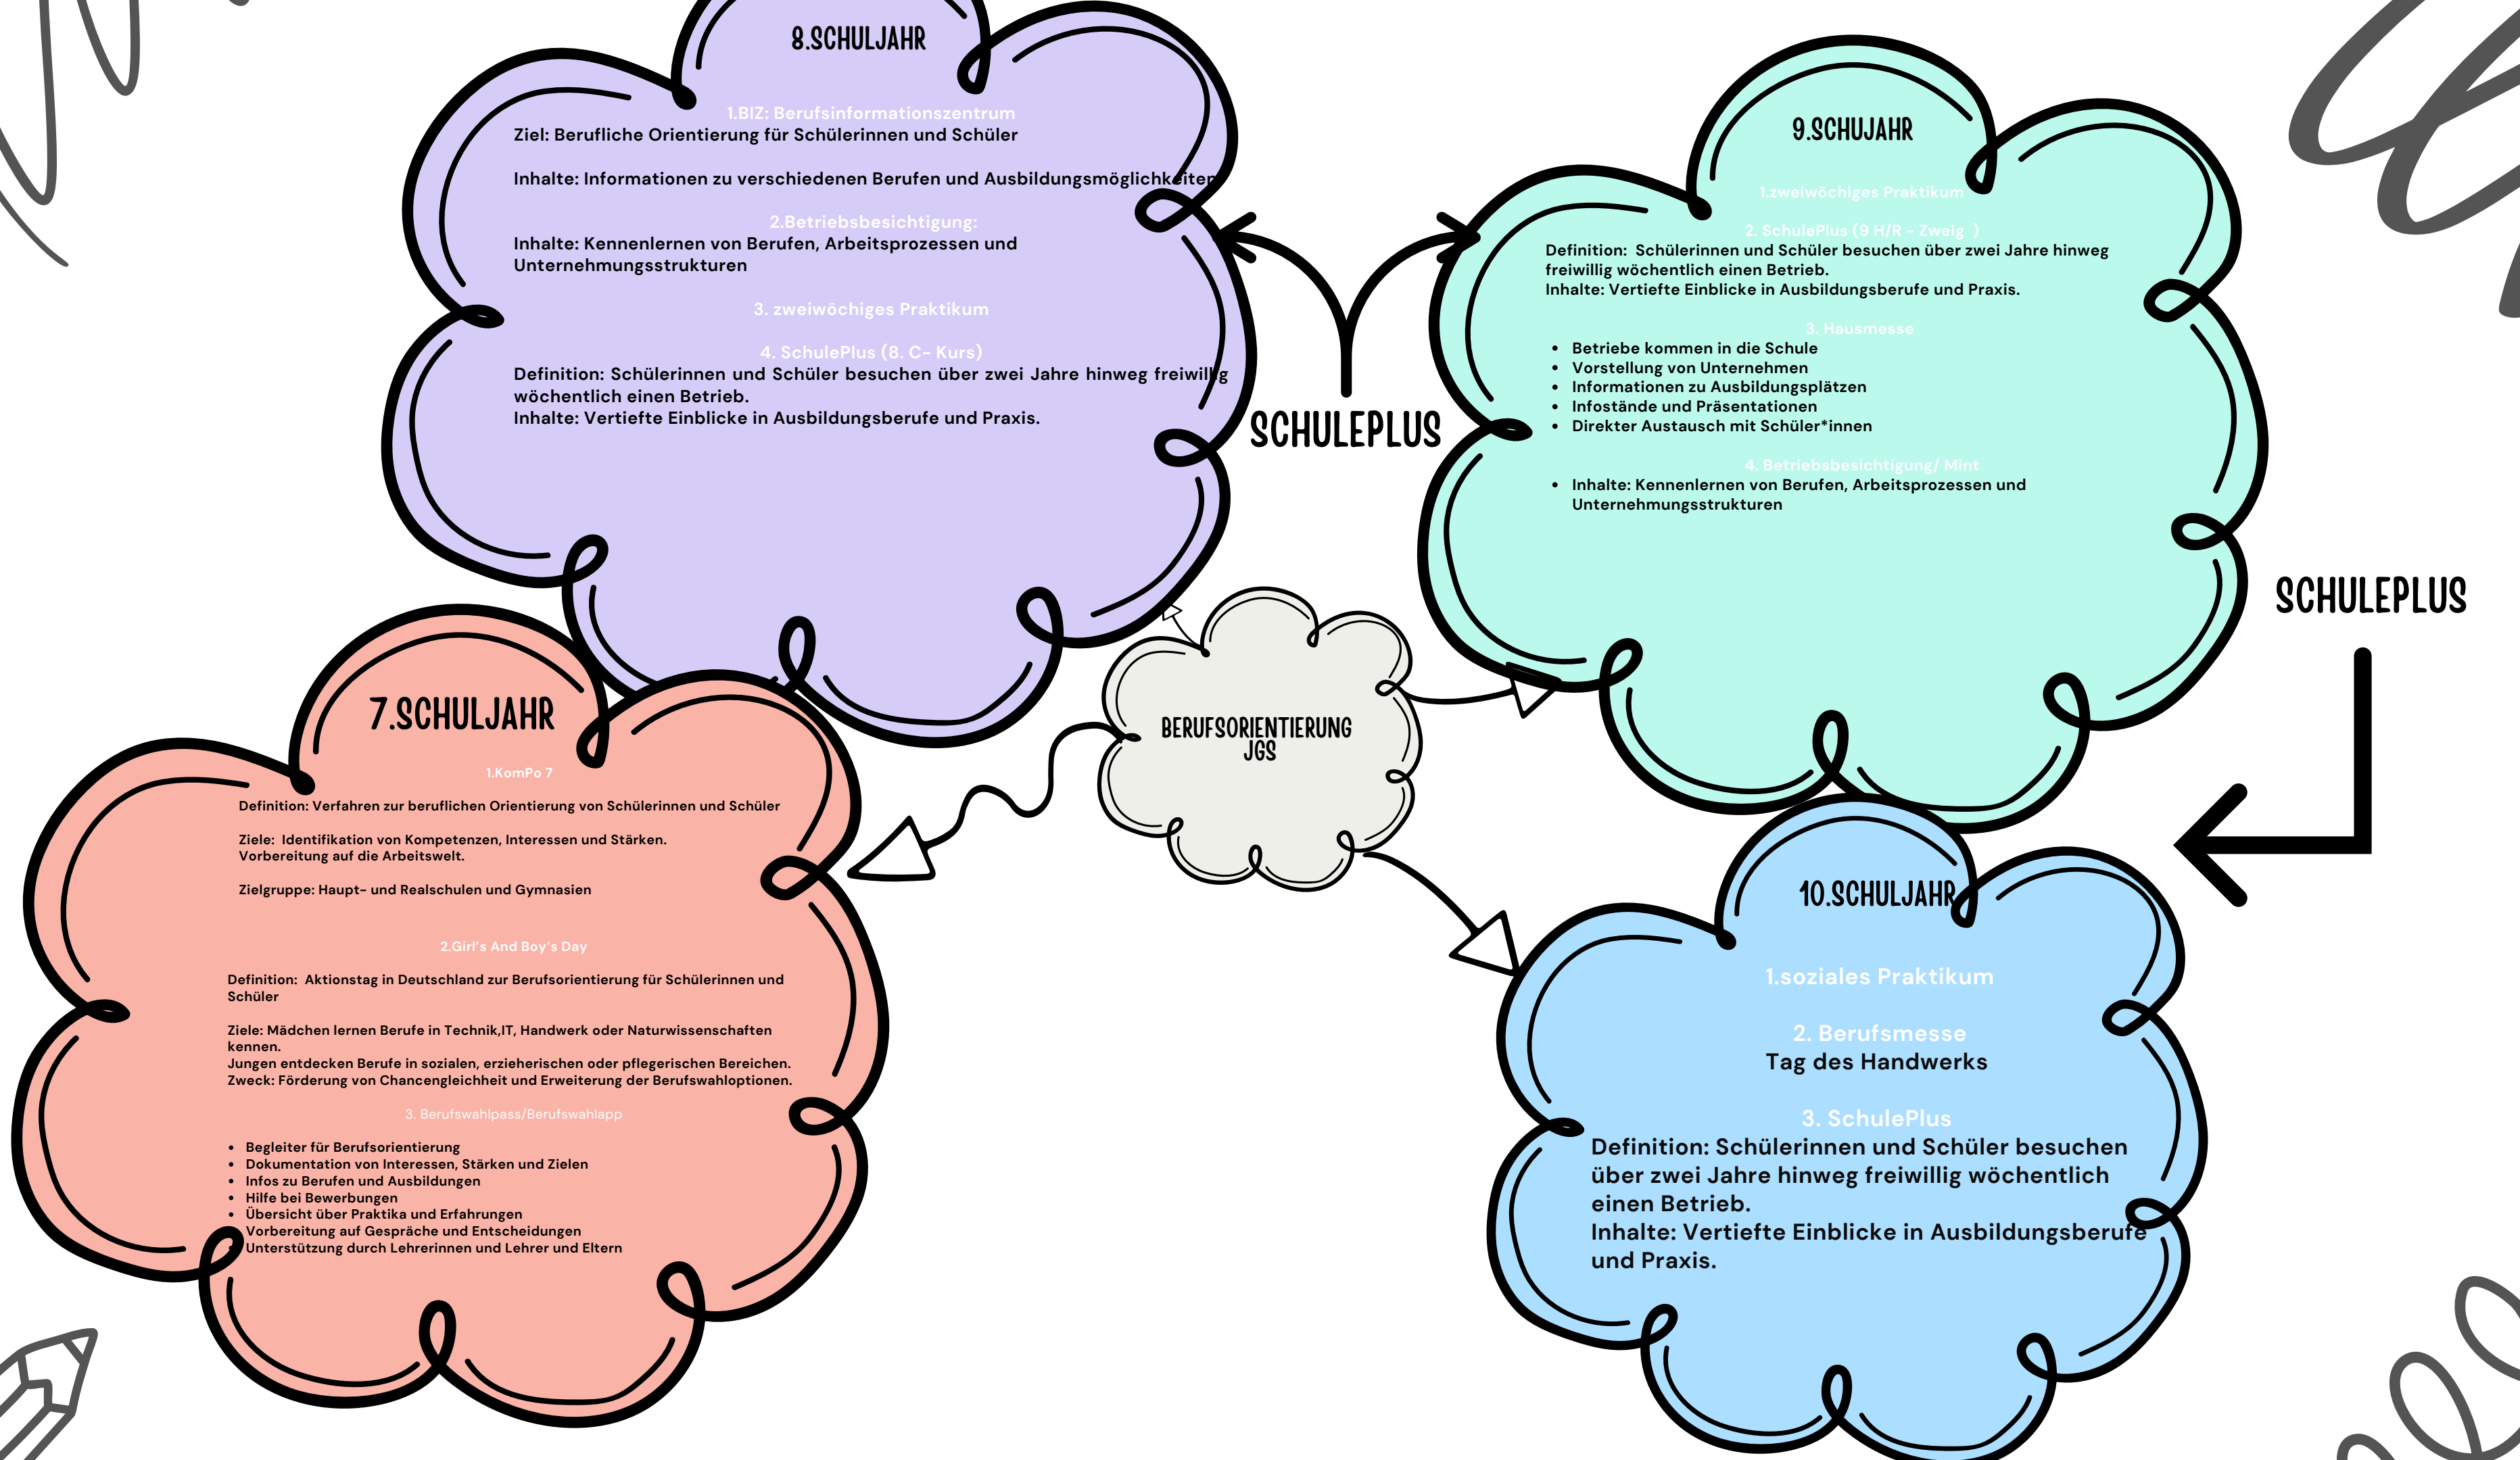 8.SCHULJAHR
1.BIZ: Berufsinformationszentrum
Ziel: Berufliche Orientierung für Schülerinnen und Schüler
Inhalte: Informationen zu verschiedenen Berufen und Ausbildungsmöglichkeiten
2.Betriebsbesichtigung:
Inhalte: Kennenlernen von Berufen, Arbeitsprozessen und
Unternehmungsstrukturen
3. zweiwöchiges Praktikum
4. SchulePlus (8. C- Kurs)
Definition: Schülerinnen und Schüler besuchen über zwei Jahre hinweg freiwillig
wöchentlich einen Betrieb.
Inhalte: Vertiefte Einblicke in Ausbildungsberufe und Praxis.
SCHULEPLUS
9.SCHUJAHR
1.zweiwöchiges Praktikum
2. SchulePlus (9 H/R - Zweig )
Definition: Schülerinnen und Schüler besuchen über zwei Jahre hinweg
freiwillig wöchentlich einen Betrieb.
Inhalte: Vertiefte Einblicke in Ausbildungsberufe und Praxis.
3. Hausmesse
• Betriebe kommen in die Schule
• Vorstellung von Unternehmen
• Informationen zu Ausbildungsplätzen
• Infostände und Präsentationen
• Direkter Austausch mit Schüler*innen
4. Betriebsbesichtigung/ Mint
• Inhalte: Kennenlernen von Berufen, Arbeitsprozessen und
Unternehmungsstrukturen
SCHULEPLUS
BERUFSORIENTIERUNG
JGS
7.SCHULJAHR
1.KomPo 7
Definition: Verfahren zur beruflichen Orientierung von Schülerinnen und Schüler
Ziele: Identifikation von Kompetenzen, Interessen und Stärken.
Vorbereitung auf die Arbeitswelt.
Zielgruppe: Haupt- und Realschulen und Gymnasien
2.Girl's And Boy's Day
Definition: Aktionstag in Deutschland zur Berufsorientierung für Schülerinnen und
Schüler
Ziele: Mädchen lernen Berufe in Technik,IT, Handwerk oder Naturwissenschaften
kennen.
Jungen entdecken Berufe in sozialen, erzieherischen oder pflegerischen Bereichen.
Zweck: Förderung von Chancengleichheit und Erweiterung der Berufswahloptionen.
3. Berufswahlpass/Berufswahlapp
• Begleiter für Berufsorientierung
• Dokumentation von Interessen, Stärken und Zielen
• Infos zu Berufen und Ausbildungen
• Hilfe bei Bewerbungen
• Übersicht über Praktika und Erfahrungen
• Vorbereitung auf Gespräche und Entscheidungen
• Unterstützung durch Lehrerinnen und Lehrer und Eltern
10.SCHULJAHR
1.soziales Praktikum
2. Berufsmesse
Tag des Handwerks
3. SchulePlus
Definition: Schülerinnen und Schüler besuchen
über zwei Jahre hinweg freiwillig wöchentlich
einen Betrieb.
Inhalte: Vertiefte Einblicke in Ausbildungsberufe
und Praxis.